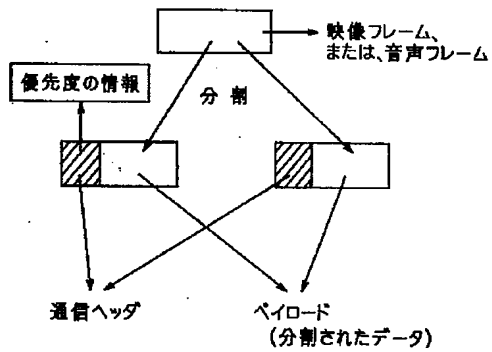 映像フレーム、
または、音声フレーム
優先度の情報
分割
通信ヘッダ
ペイロード
(分割されたデータ)